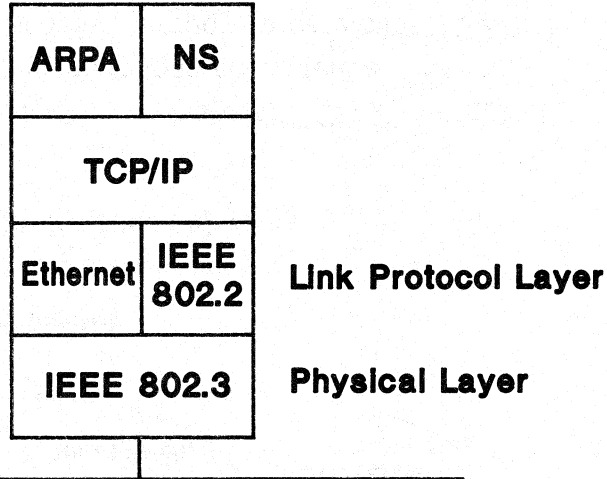 ARPA NS
TCP/IP
Ethernet IEEE 802.2
Link Protocol Layer
IEEE 802.3
Physical Layer